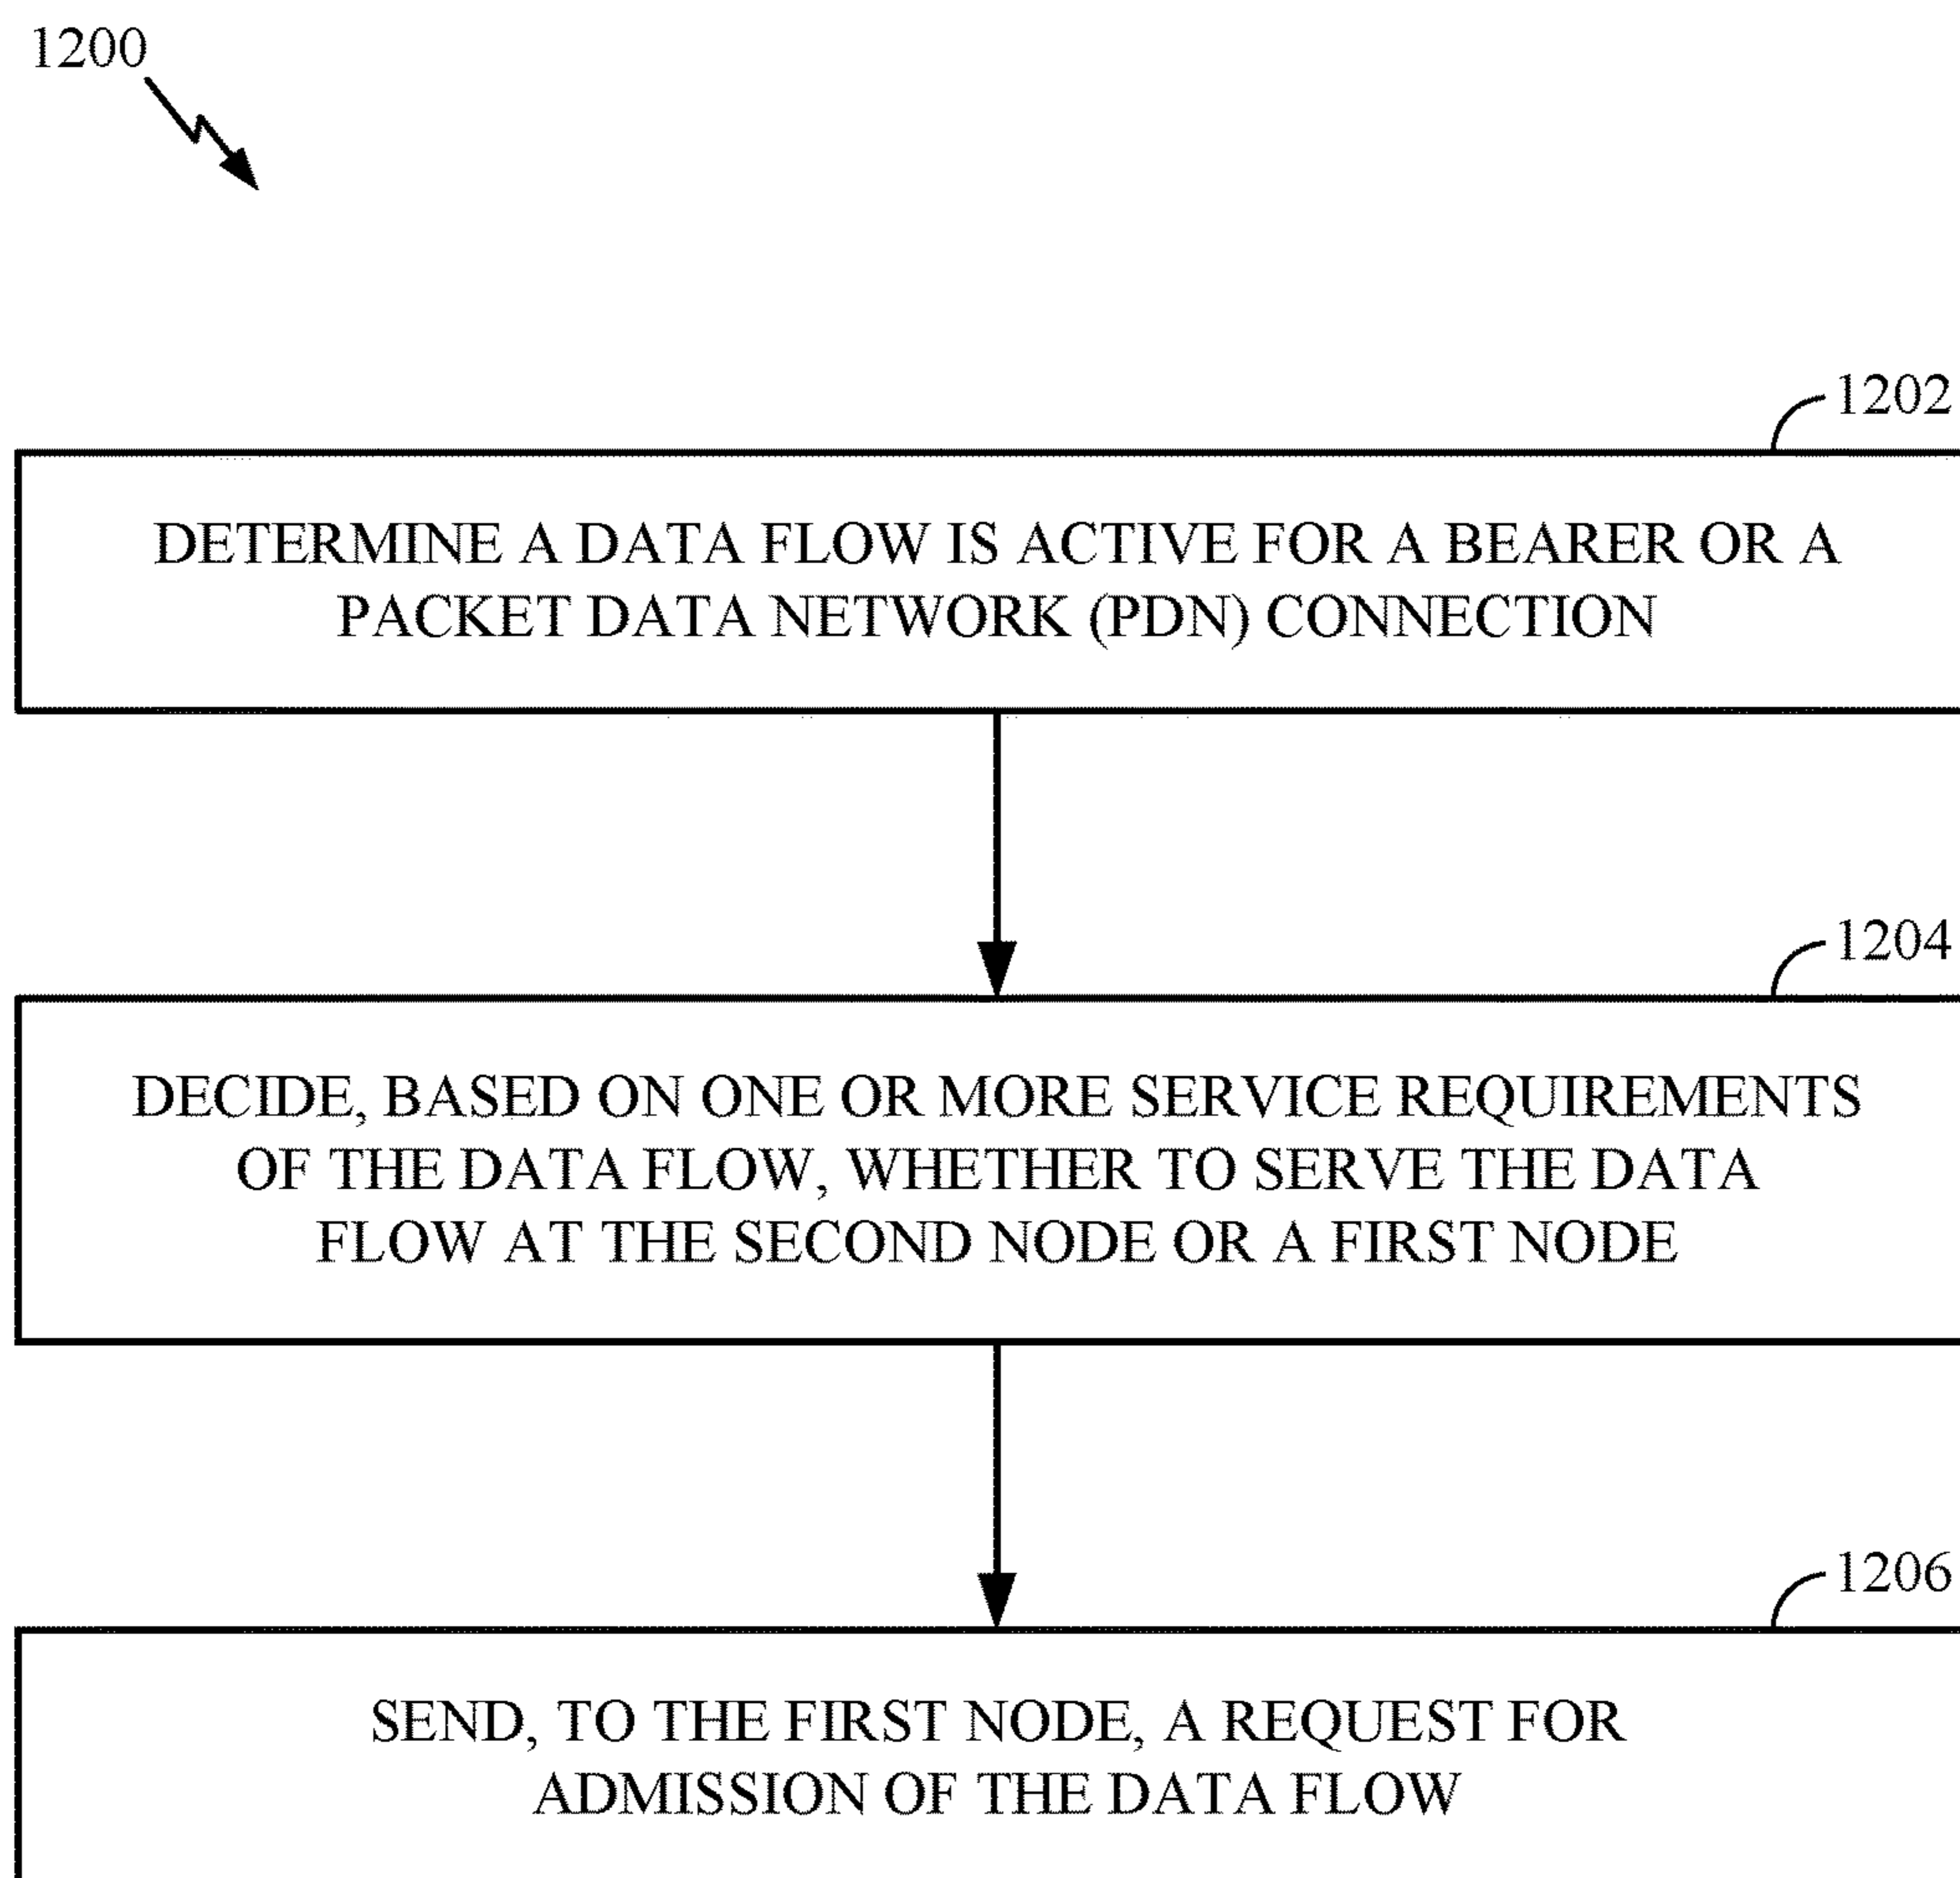 1200
1202
DETERMINE A DATA FLOW IS ACTIVE FOR A BEARER OR A
PACKET DATA NETWORK (PDN) CONNECTION
1204
DECIDE, BASED ON ONE OR MORE SERVICE REQUIREMENTS
OF THE DATA FLOW, WHETHER TO SERVE THE DATA
FLOW AT THE SECOND NODE OR A FIRST NODE
1206
SEND, TO THE FIRST NODE, A REQUEST FOR
ADMISSION OF THE DATA FLOW